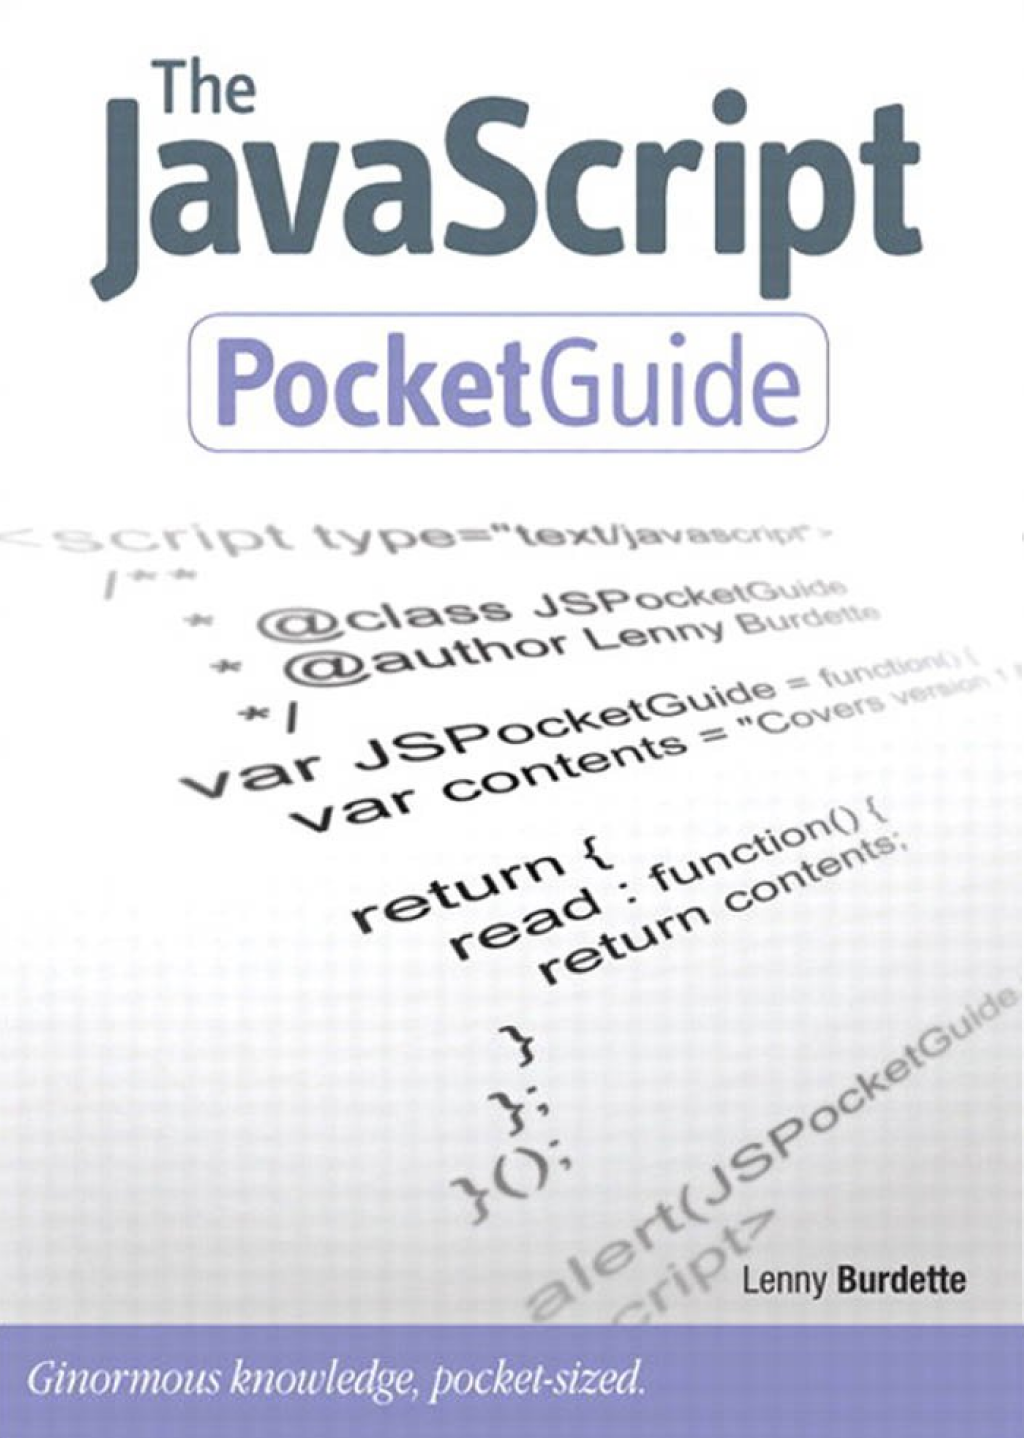 The
JavaScript
PocketGuide
<script type="text/javascript">
/**
* @class JSPocketGuide
* @author Lenny Burdette
*/
var JSPocketGuide = function() {
var contents = "Covers version 1
return {
read : function() {
return contents;
}
};
}();
alert(JSPocketGuide
cript>
Lenny Burdette
Ginormous knowledge, pocket-sized.